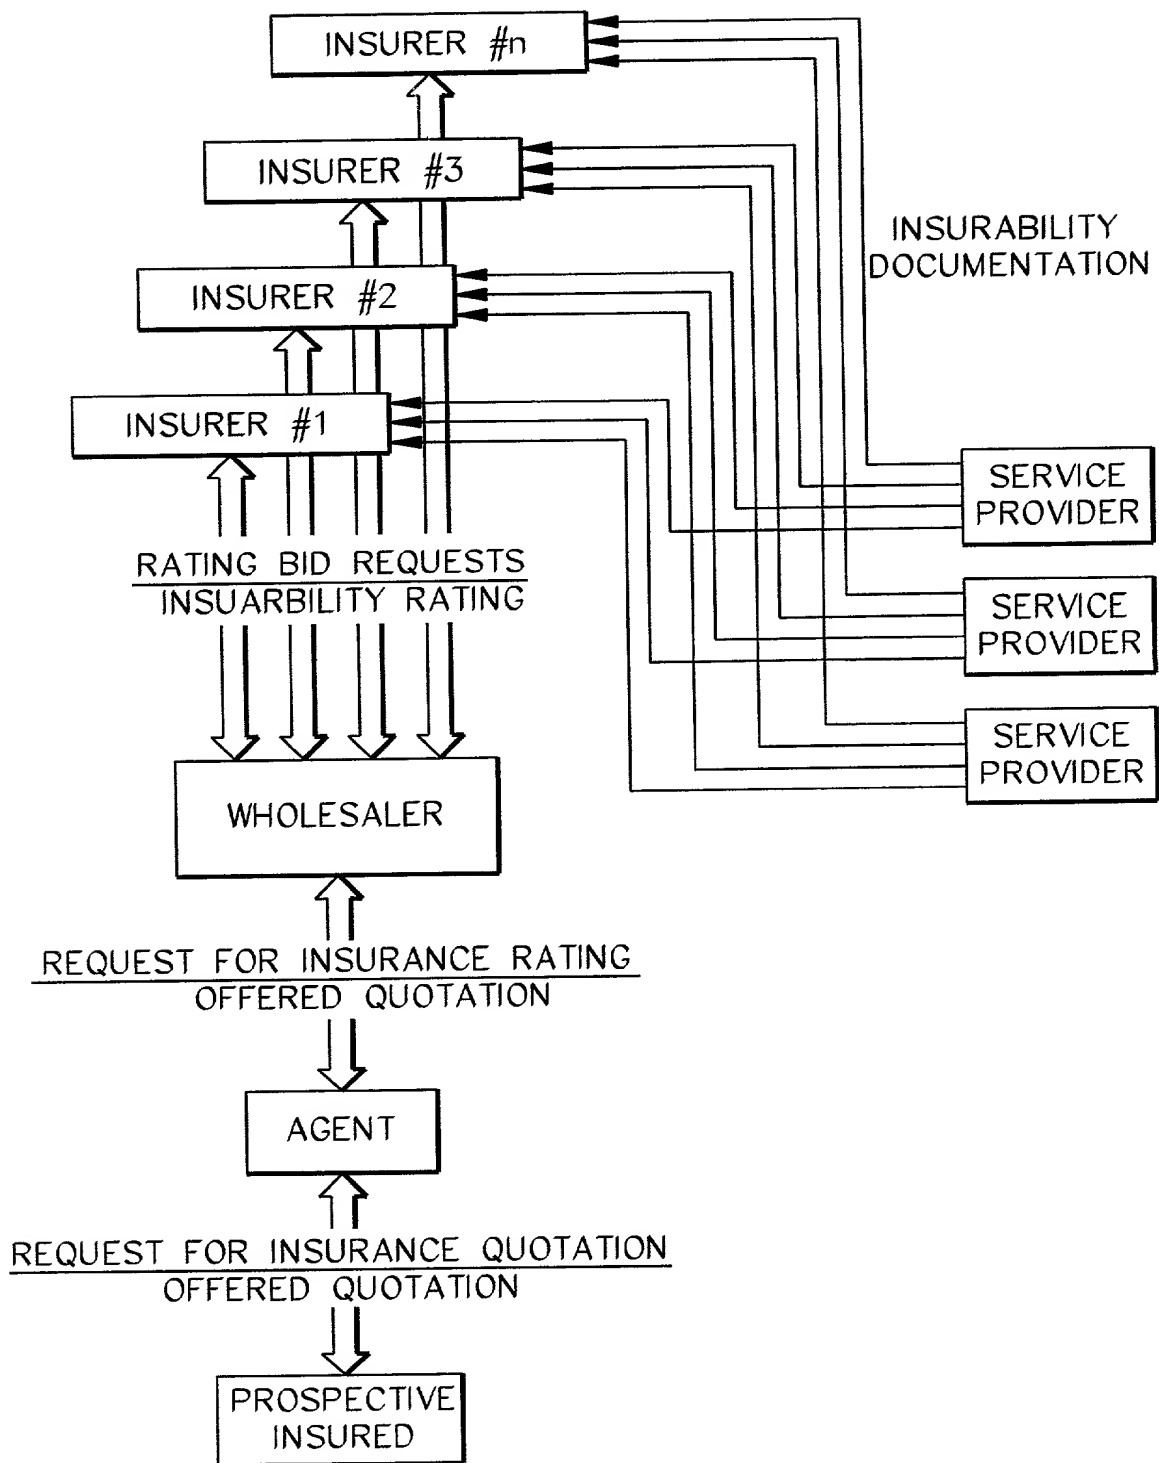 INSURER #n
INSURER #3
INSURABILITY
DOCUMENTATION
INSURER #2
INSURER #1
SERVICE
PROVIDER
RATING BID REQUESTS
INSUARBILITY RATING
SERVICE
PROVIDER
SERVICE
PROVIDER
WHOLESALER
REQUEST FOR INSURANCE RATING
OFFERED QUOTATION
AGENT
REQUEST FOR INSURANCE QUOTATION
OFFERED QUOTATION
PROSPECTIVE
INSURED